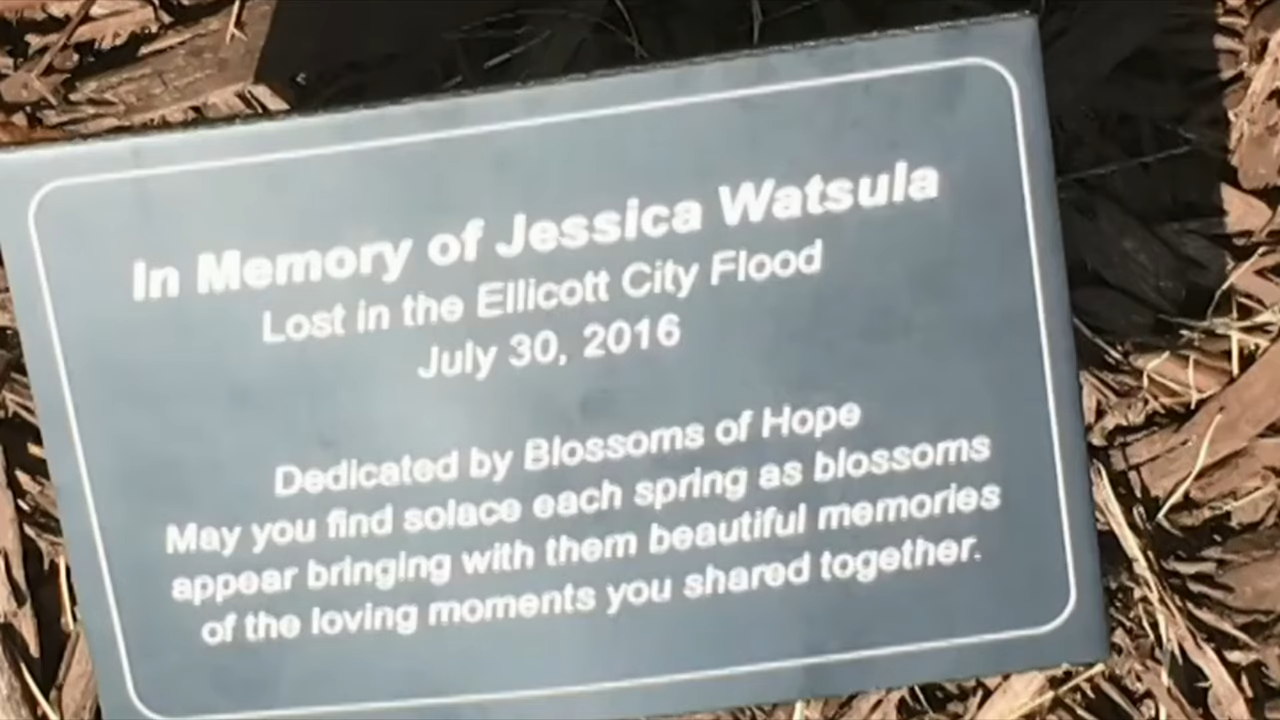 In Memory of Jessica Watsula
Lost in the Ellicott City Flood
July 30, 2016
Dedicated by Blossoms of Hope
May you find solace each spring as blossoms
appear bringing with them beautiful memories
of the loving moments you shared together.